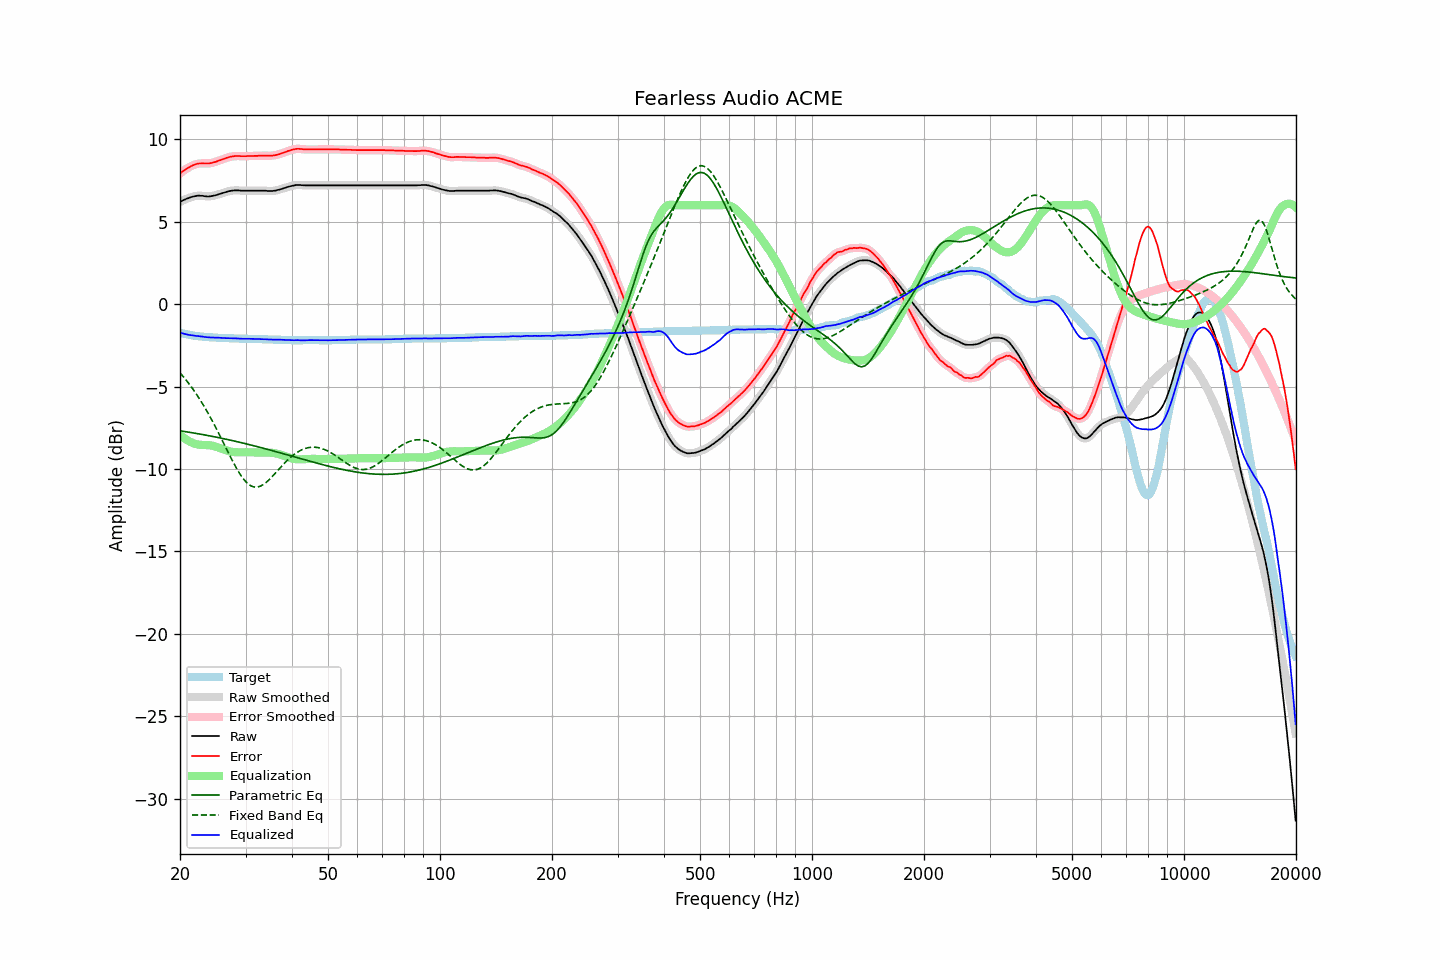 Fearless Audio ACME
Amplitude (dBr)
10
5
0
−5
−10
−15
−20
−25
−30
Target
Raw Smoothed
Error Smoothed
Raw
Error
Equalization
Parametric Eq
Fixed Band Eq
Equalized
20 50 100 200 500 1000 2000 5000 10000 20000
Frequency (Hz)